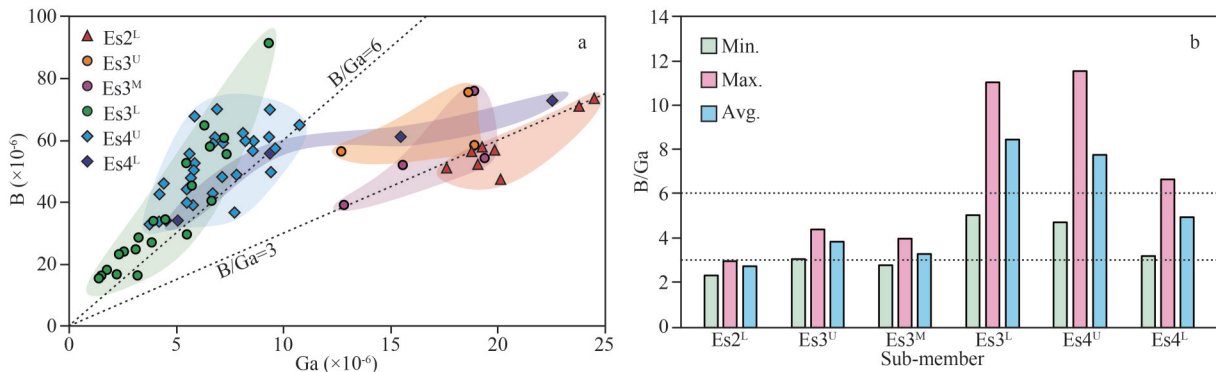 a
100
80
60
40
20
0
B (×10⁻⁶)
Es2ᴸ
Es3ᵁ
Es3ᴹ
Es3ᴸ
Es4ᵁ
Es4ᴸ
B/Ga=6
B/Ga=3
0 5 10 15 20 25
Ga (×10⁻⁶)
b
14
12
10
8
6
4
2
0
B/Ga
Min.
Max.
Avg.
Es2ᴸ Es3ᵁ Es3ᴹ Es3ᴸ Es4ᵁ Es4ᴸ
Sub-member